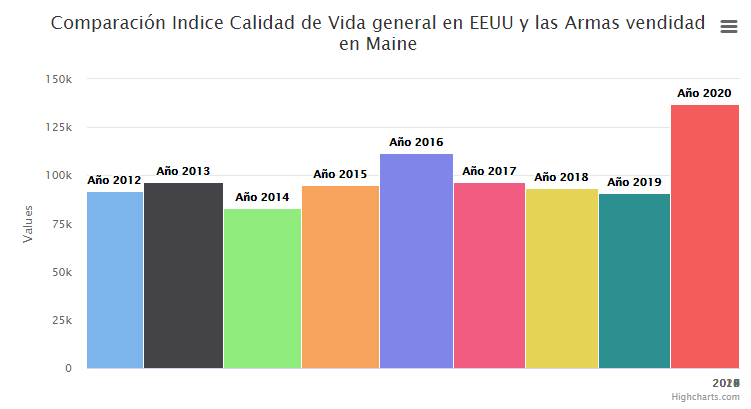 Comparación Indice Calidad de Vida general en EEUU y las Armas vendidad
en Maine
150k
125k
100k
75k
50k
25k
0
Values
Año 2012
Año 2013
Año 2014
Año 2015
Año 2016
Año 2017
Año 2018
Año 2019
Año 2020
Highcharts.com